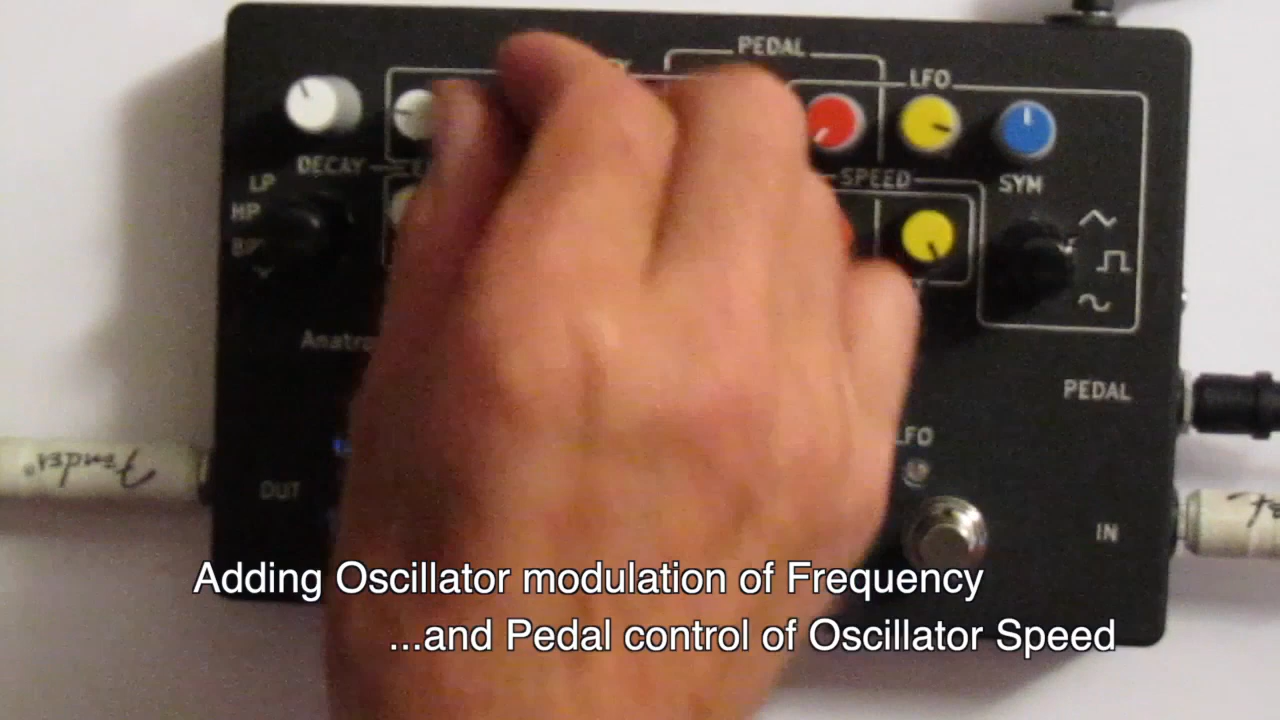 PEDAL
LFO
DECAY
SPEED
SYM
LP
HP
PEDAL
LFO
Fender
OUT
IN
Adding Oscillator modulation of Frequency
...and Pedal control of Oscillator Speed